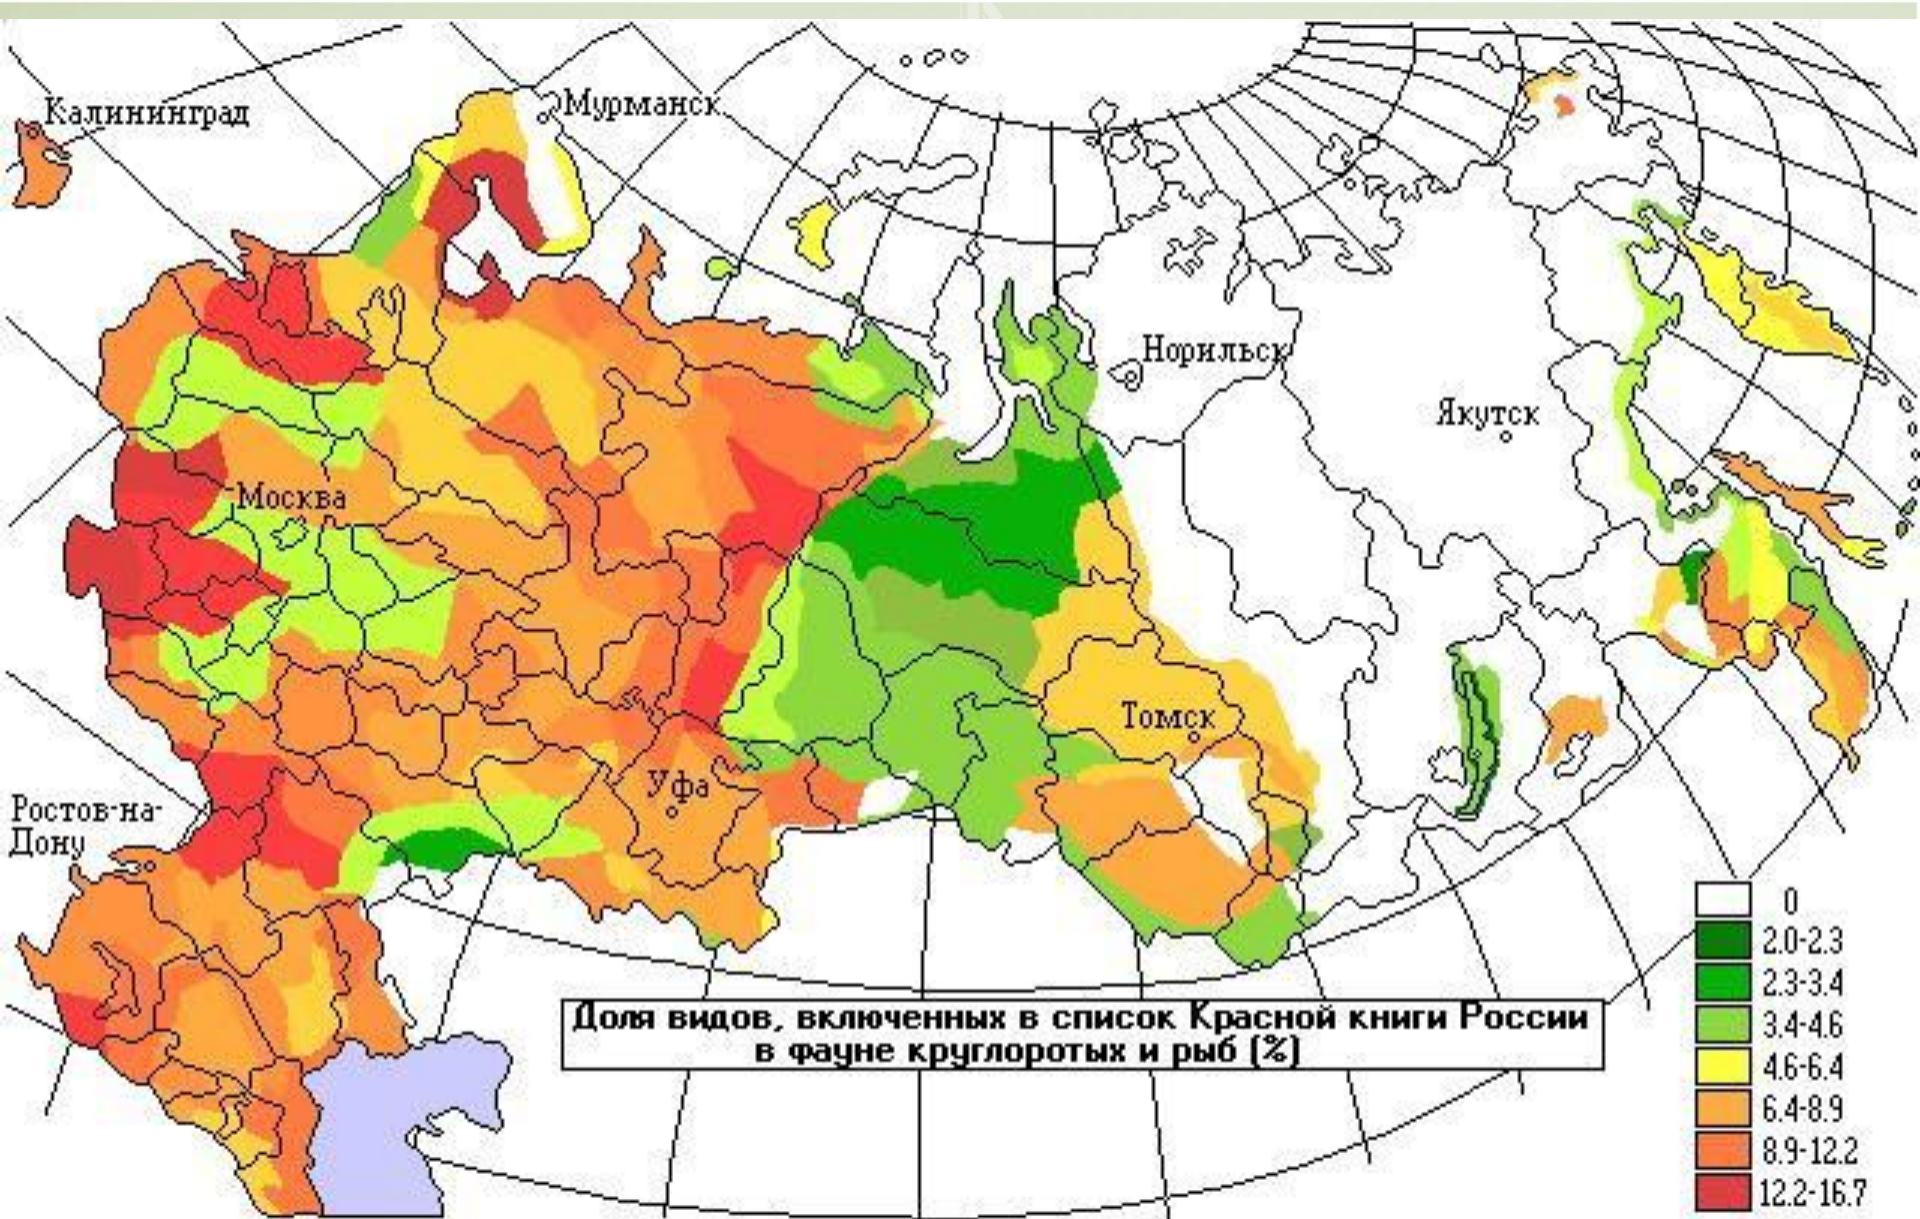 Калининград
Мурманск
Норильск
Якутск
Москва
Томск
Уфа
Ростов-на-
Дону
Доля видов, включенных в список Красной книги России
в фауне круглоротых и рыб (%)
0
2.0-2.3
2.3-3.4
3.4-4.6
4.6-6.4
6.4-8.9
8.9-12.2
12.2-16.7